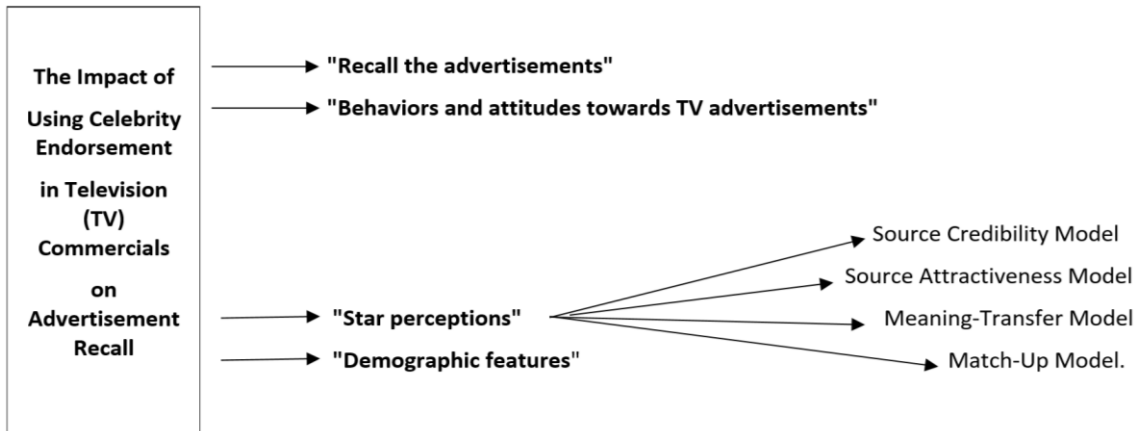 The Impact of
Using Celebrity
Endorsement
in Television
(TV)
Commercials
on
Advertisement
Recall
"Recall the advertisements"
"Behaviors and attitudes towards TV advertisements"
"Star perceptions"
"Demographic features"
Source Credibility Model
Source Attractiveness Model
Meaning-Transfer Model
Match-Up Model.